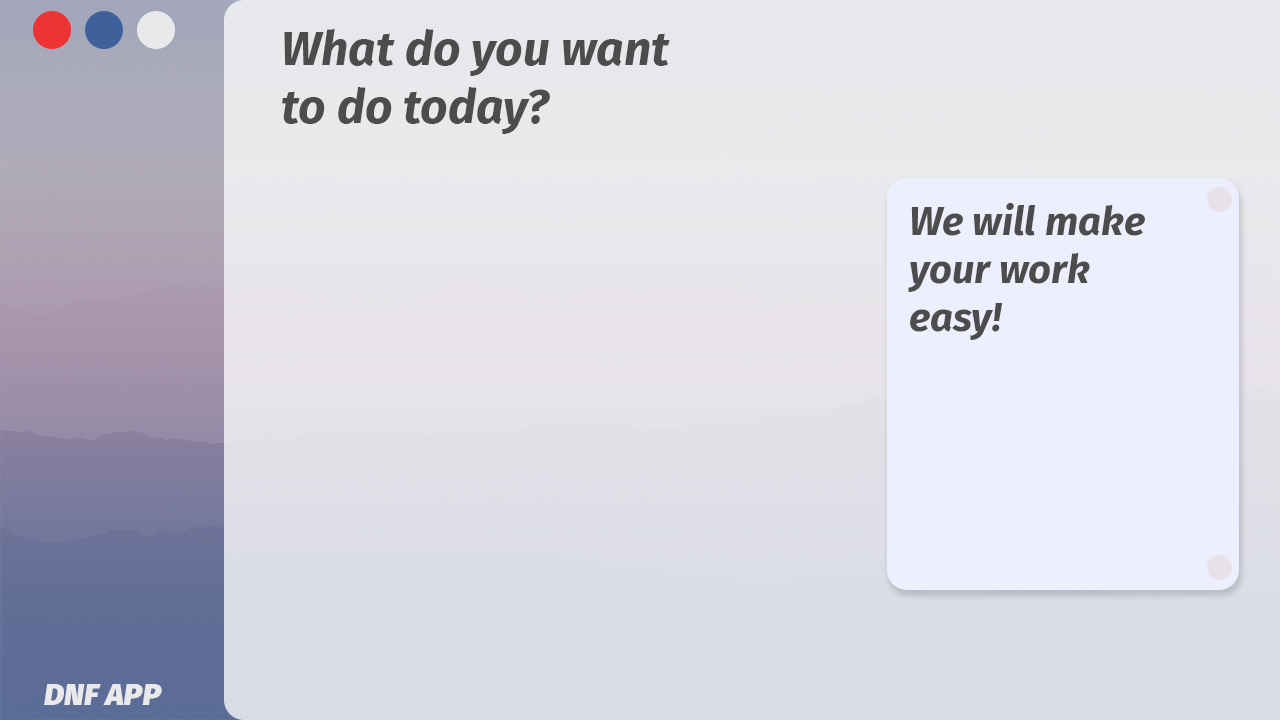 What do you want
to do today?
We will make
your work
easy!
DNF APP